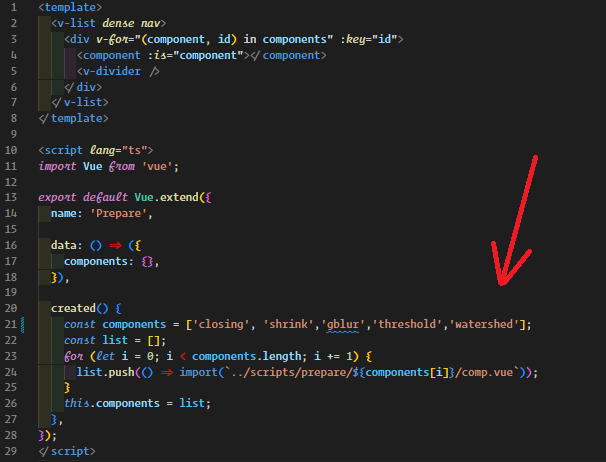 1 <template>
2 <v-list dense nav>
3 <div v-for="(component, id) in components" :key="id">
4 <component :is="component"></component>
5 <v-divider />
6 </div>
7 </v-list>
8 </template>
9
10 <script lang="ts">
11 import Vue from 'vue';
12
13 export default Vue.extend({
14 name: 'Prepare',
15
16 data: () => ({
17 components: {},
18 }),
19
20 created() {
21 const components = ['closing', 'shrink','gblur','threshold','watershed'];
22 const list = [];
23 for (let i = 0; i < components.length; i += 1) {
24 list.push(() => import(`../scripts/prepare/${components[i]}/comp.vue`));
25 }
26 this.components = list;
27 },
28 });
29 </script>